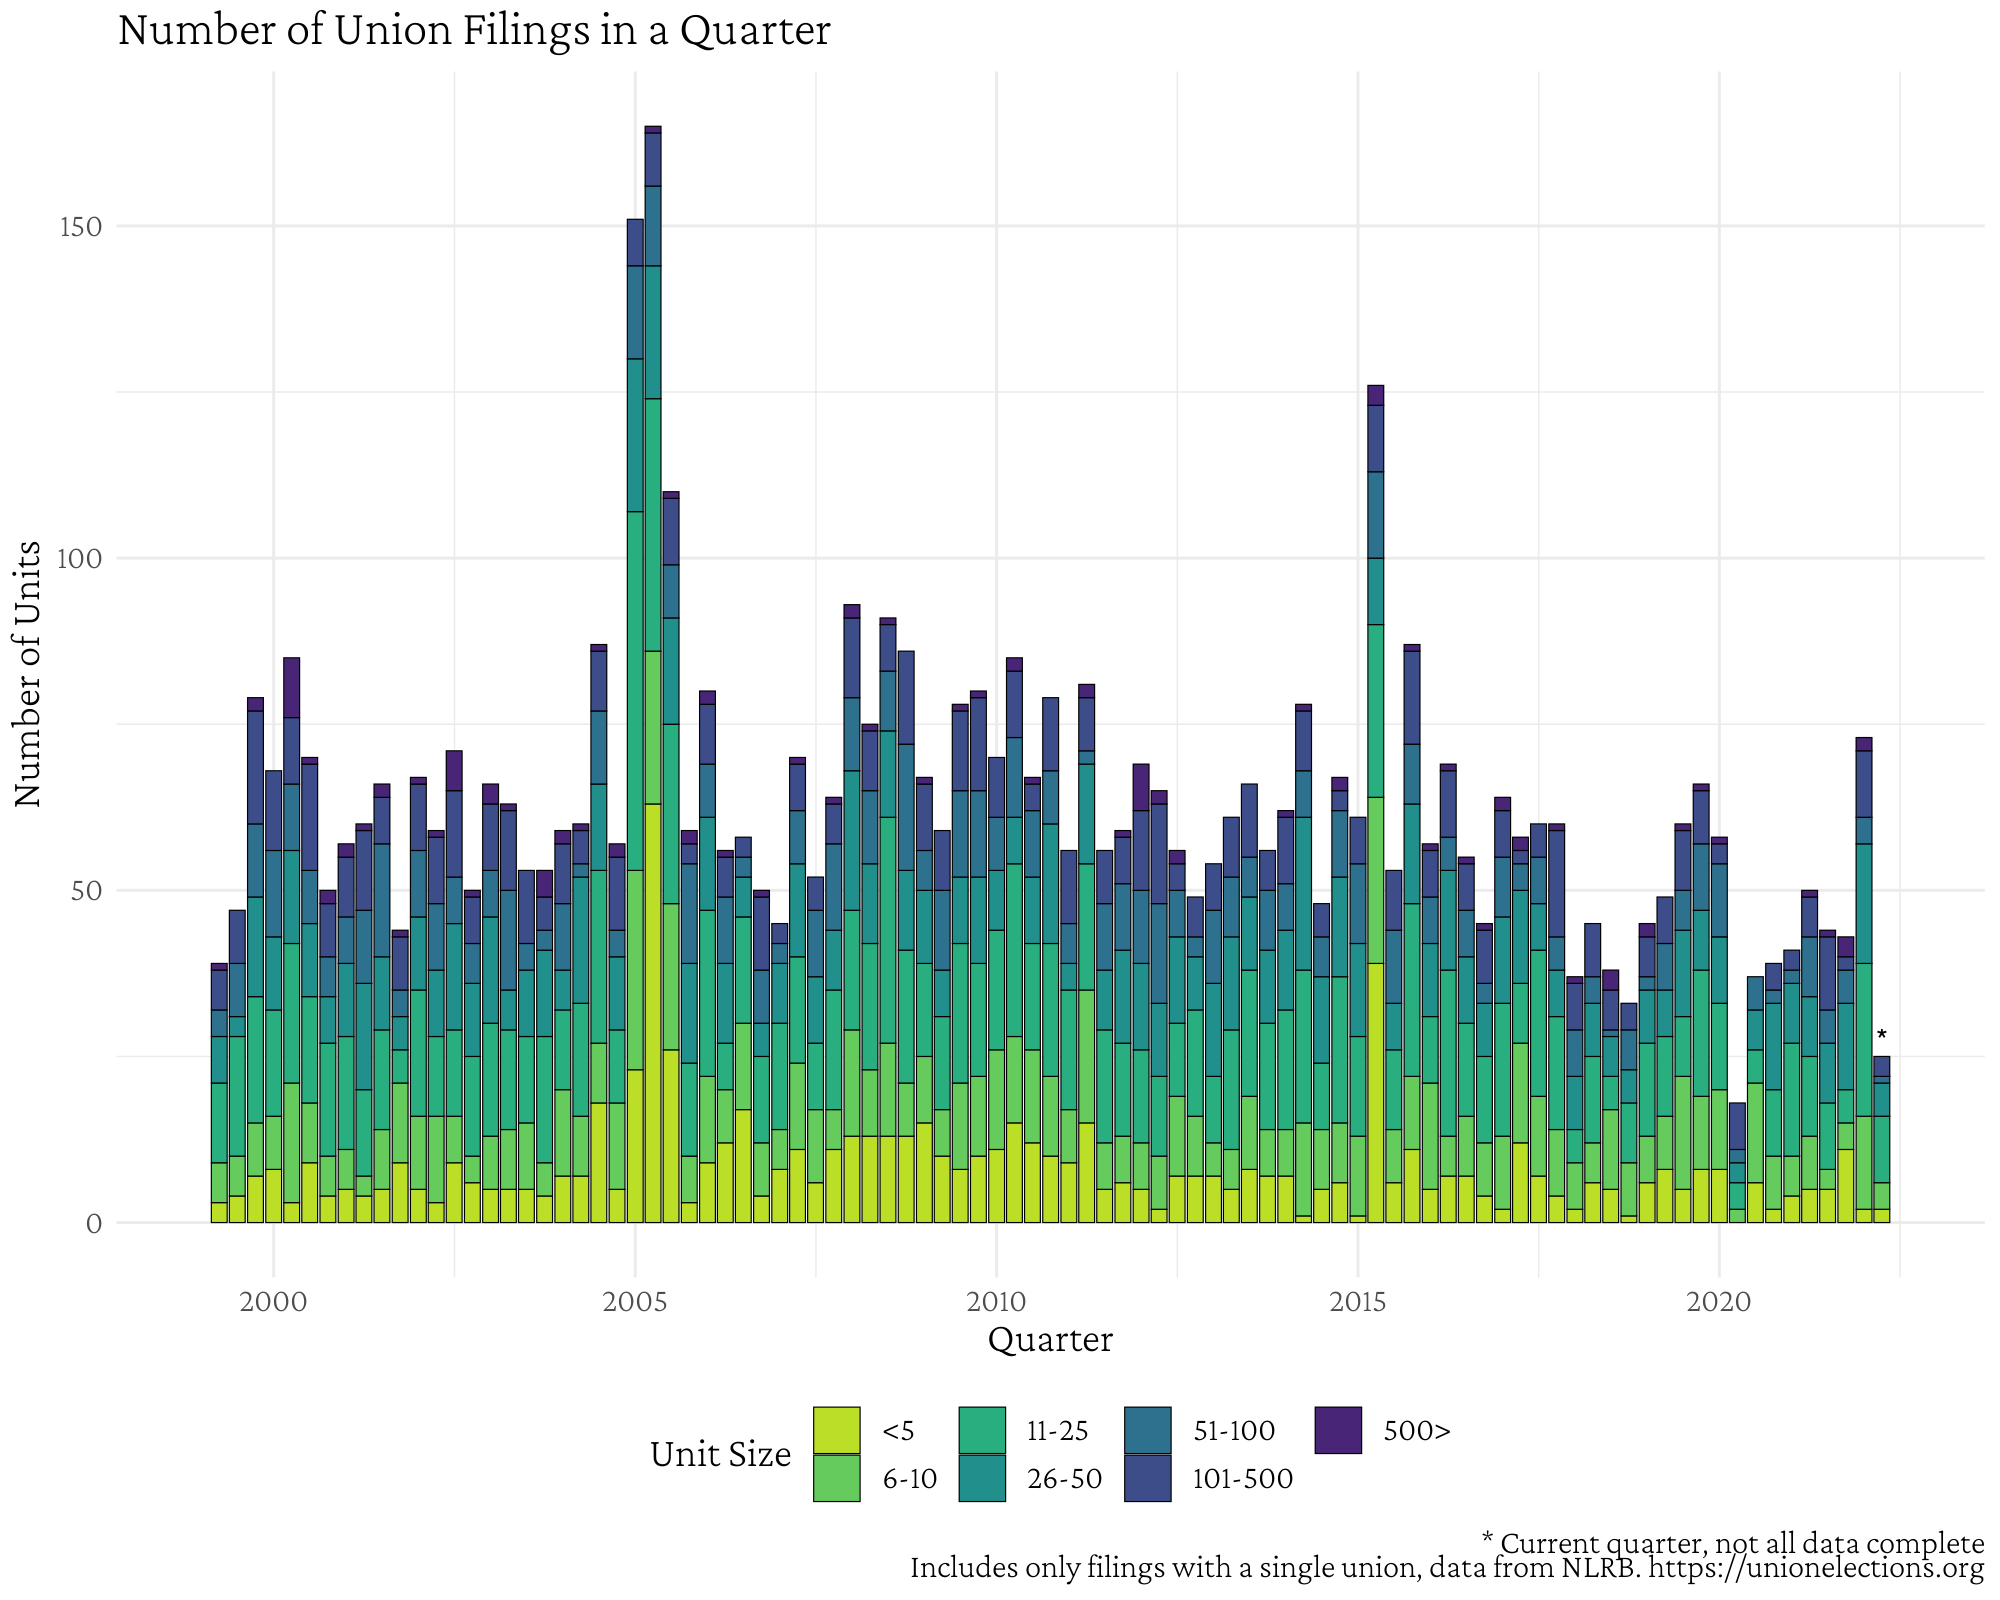 Number of Union Filings in a Quarter
Number of Units
150
100
50
0
*
2000 2005 2010 2015 2020
Quarter
Unit Size
<5 11-25 51-100 500>
6-10 26-50 101-500
* Current quarter, not all data complete
Includes only filings with a single union, data from NLRB. https://unionelections.org